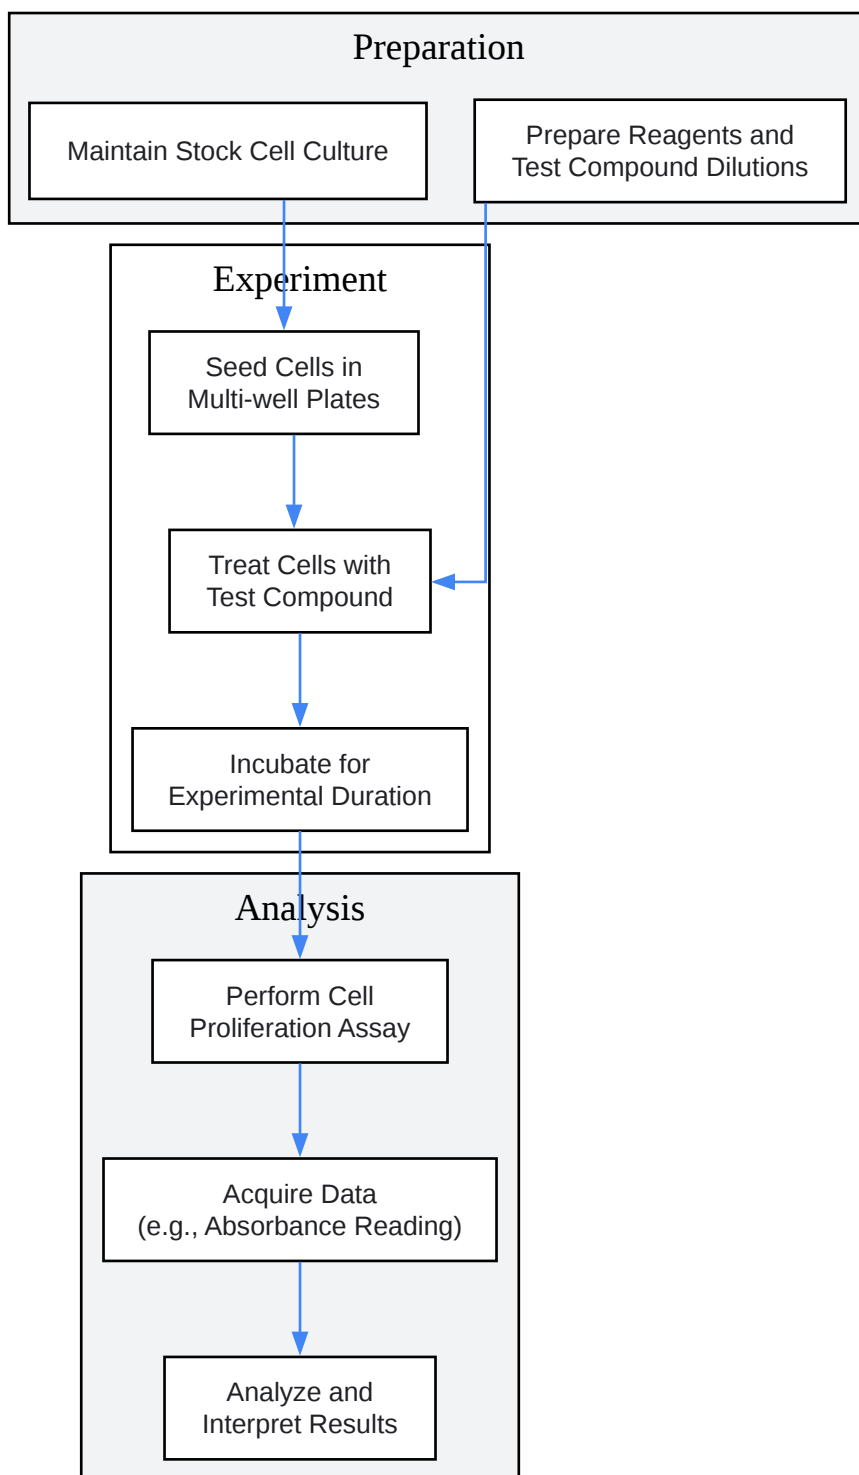 Preparation
Maintain Stock Cell Culture
Prepare Reagents and
Test Compound Dilutions
Experiment
Seed Cells in
Multi-well Plates
Treat Cells with
Test Compound
Incubate for
Experimental Duration
Analysis
Perform Cell
Proliferation Assay
Acquire Data
(e.g., Absorbance Reading)
Analyze and
Interpret Results